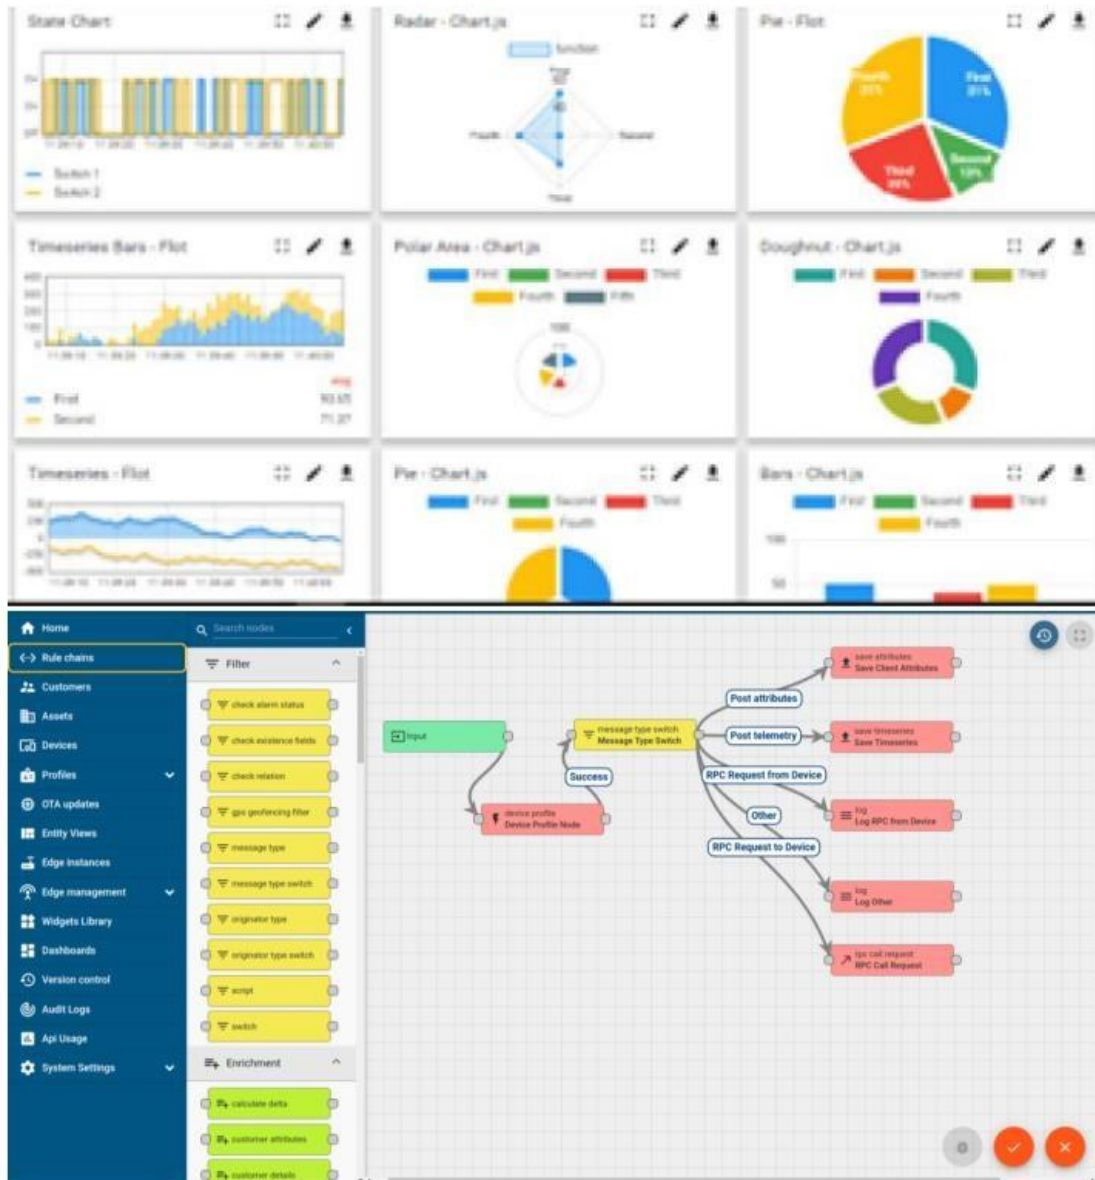 State Chart
Radar - Chart.js
Pie - Flot
function
Fourth
First
31%
Second
Fourth
Second
Third
Switch 1
Switch 2
Timeseries Bars - Flot
Polar Area - Chart.js
Doughnut - Chart.js
First Second Third
First Second Third
Fourth Fifth
Fourth
100
avg
First
Second
Timeseries - Flot
Pie - Chart.js
Bars - Chart.js
First Second Third
First Second Third
Fourth
Fourth
100
50
Home
Rule chains
Customers
Assets
Devices
Profiles
OTA updates
Entity Views
Edge instances
Edge management
Widgets Library
Dashboards
Version control
Audit Logs
Api Usage
System Settings
Search nodes
Filter
check alarm status
check existence fields
check relation
gps geofencing filter
message type
message type switch
originator type
originator type switch
script
switch
Enrichment
calculate delta
customer attributes
customer details
Input
device profile
Device Profile Node
Success
message type switch
Message Type Switch
Post attributes
Post telemetry
RPC Request from Device
Other
RPC Request to Device
save attributes
Save Client Attributes
save timeseries
Save Timeseries
log
Log RPC from Device
log
Log Other
rpc call request
RPC Call Request